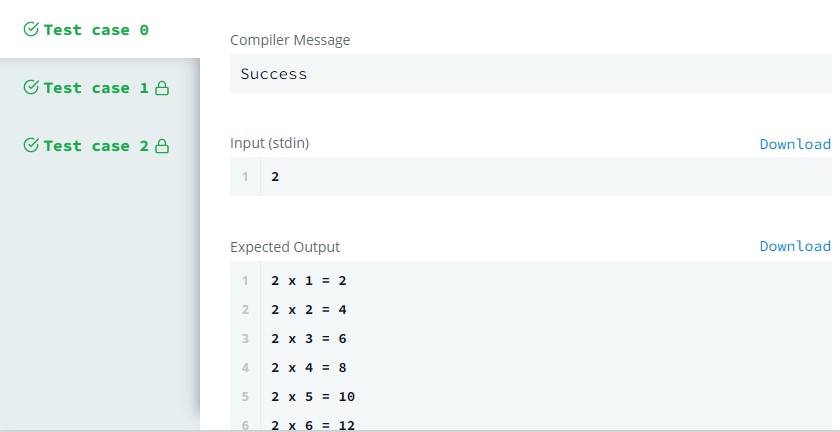 Test case 0
Test case 1
Test case 2
Compiler Message
Success
Input (stdin)
Download
1 2
Expected Output
Download
1 2 x 1 = 2
2 2 x 2 = 4
3 2 x 3 = 6
4 2 x 4 = 8
5 2 x 5 = 10
6 2 x 6 = 12